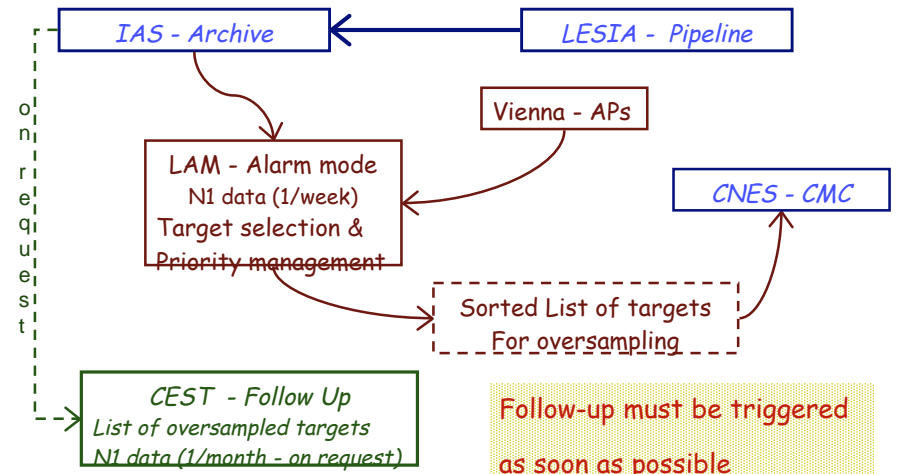 IAS - Archive
LESIA - Pipeline
on request
Vienna - APs
LAM - Alarm mode
N1 data (1/week)
Target selection &
Priority management
CNES - CMC
Sorted List of targets
For oversampling
CEST - Follow Up
List of oversampled targets
N1 data (1/month - on request)
Follow-up must be triggered
as soon as possible